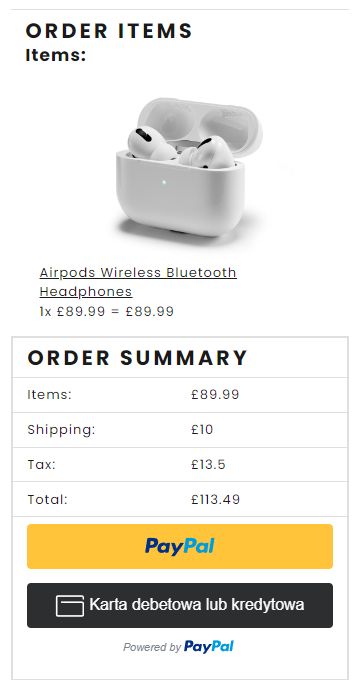 ORDER ITEMS
Items:
Airpods Wireless Bluetooth
Headphones
1x £89.99 = £89.99
ORDER SUMMARY
Items: £89.99
Shipping: £10
Tax: £13.5
Total: £113.49
PayPal
Karta debetowa lub kredytowa
Powered by PayPal